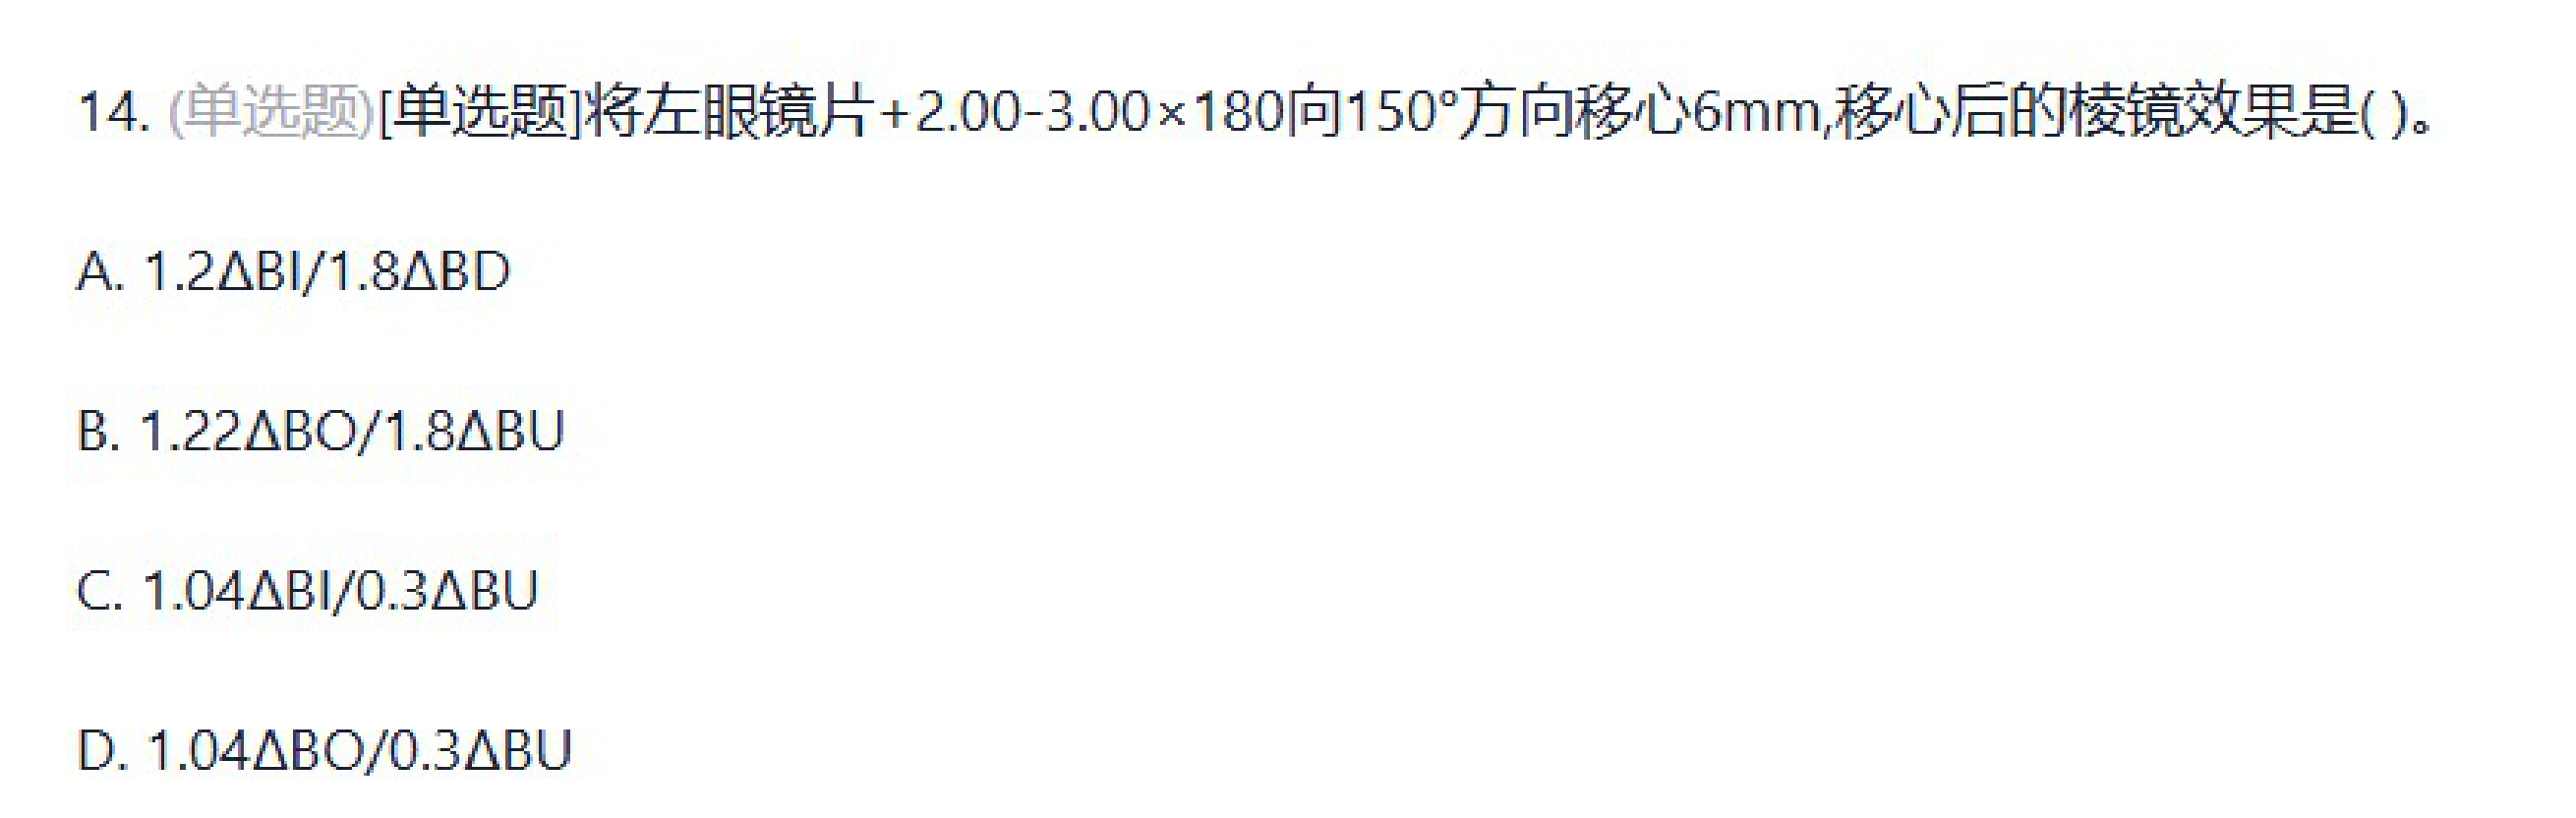 14. (单选题)[单选题]将左眼镜片+2.00-3.00×180向150°方向移心6mm,移心后的棱镜效果是( )。
A. 1.2ΔBI/1.8ΔBD
B. 1.22ΔBO/1.8ΔBU
C. 1.04ΔBI/0.3ΔBU
D. 1.04ΔBO/0.3ΔBU